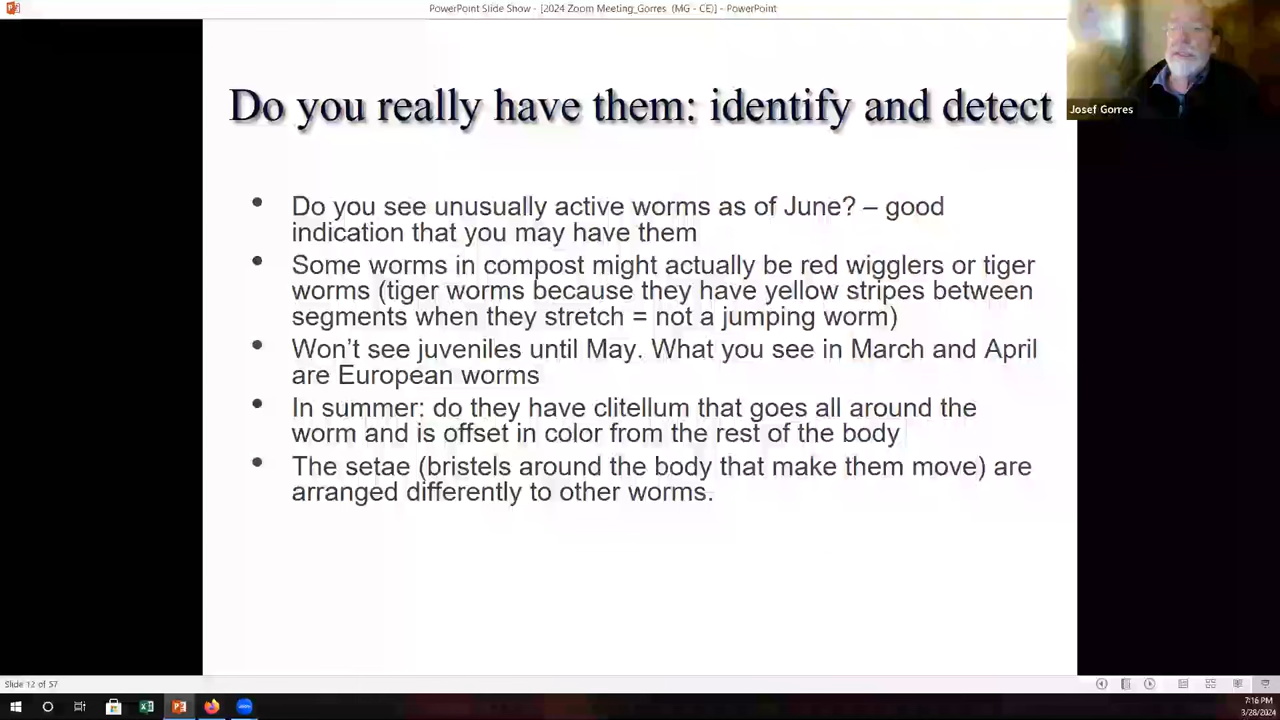 PowerPoint Slide Show - [2024 Zoom Meeting_Gorres (MG - CE)] - PowerPoint
Josef Gorres
Do you really have them: identify and detect
• Do you see unusually active worms as of June? – good
indication that you may have them
• Some worms in compost might actually be red wigglers or tiger
worms (tiger worms because they have yellow stripes between
segments when they stretch = not a jumping worm)
• Won’t see juveniles until May. What you see in March and April
are European worms
• In summer: do they have clitellum that goes all around the
worm and is offset in color from the rest of the body
• The setae (bristels around the body that make them move) are
arranged differently to other worms.
Slide 12 of 57
7:16 PM
3/28/2024